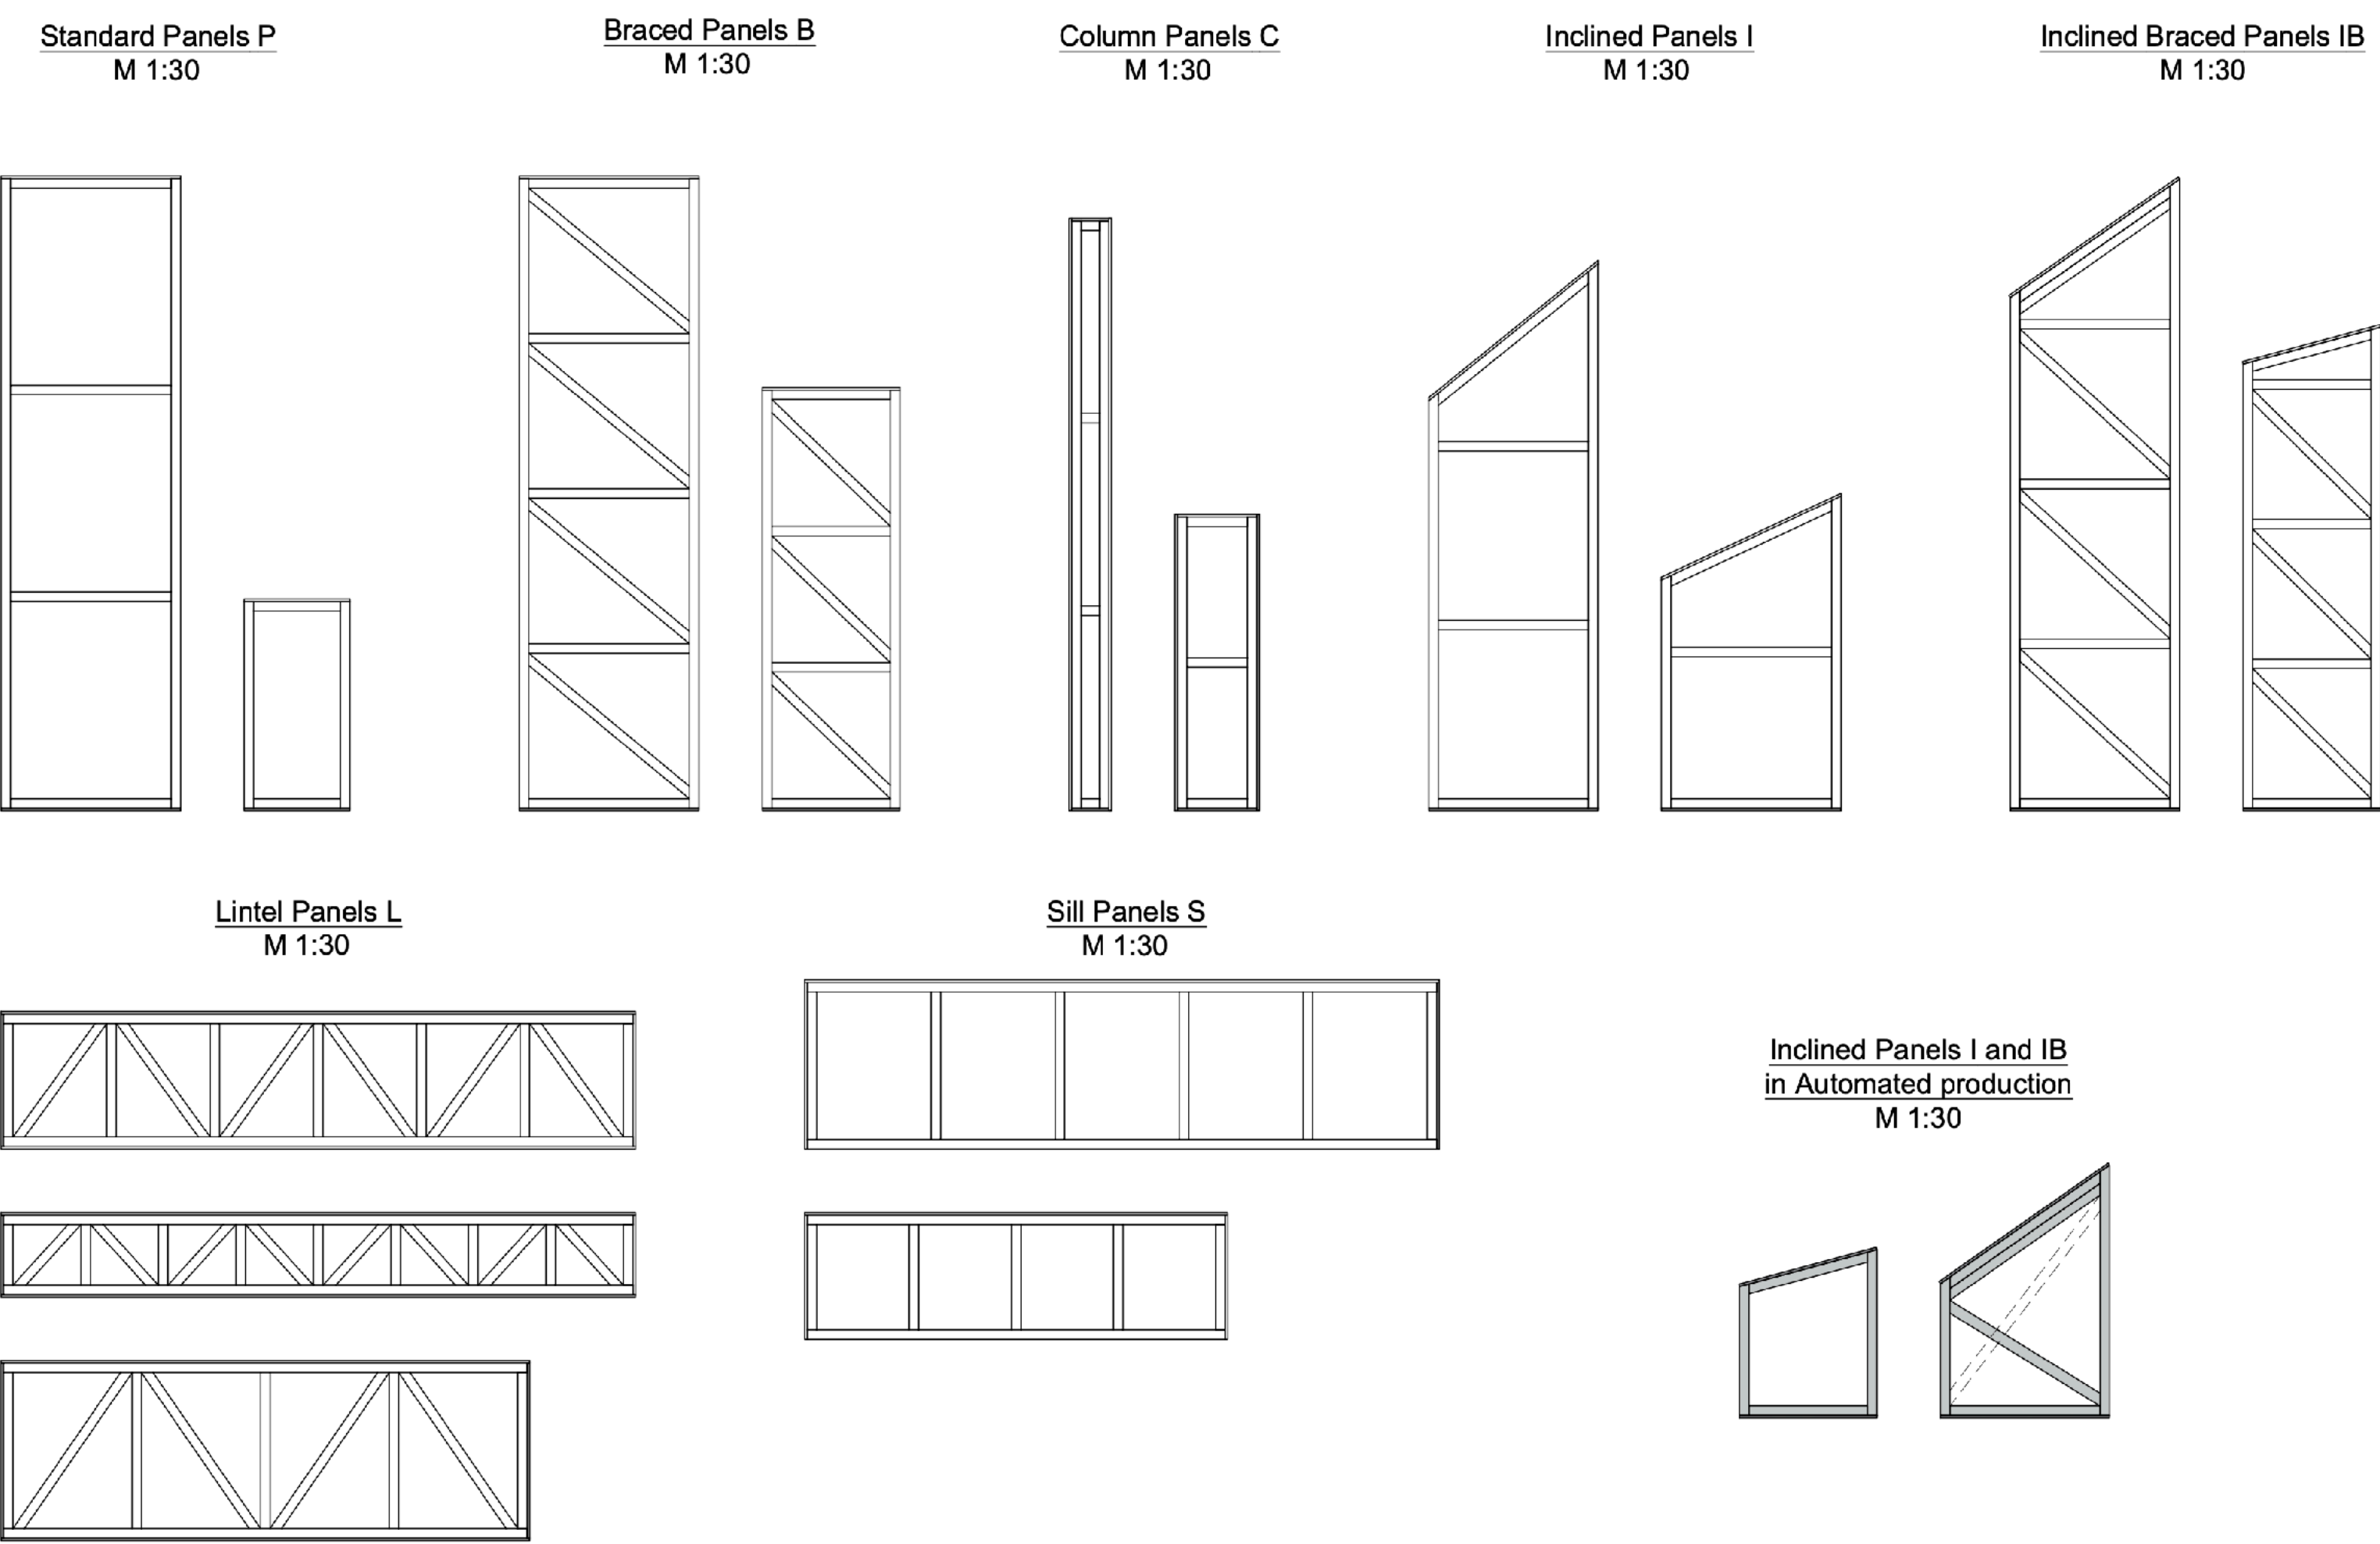 Standard Panels P
M 1:30
Braced Panels B
M 1:30
Column Panels C
M 1:30
Inclined Panels I
M 1:30
Inclined Braced Panels IB
M 1:30
Lintel Panels L
M 1:30
Sill Panels S
M 1:30
Inclined Panels I and IB
in Automated production
M 1:30